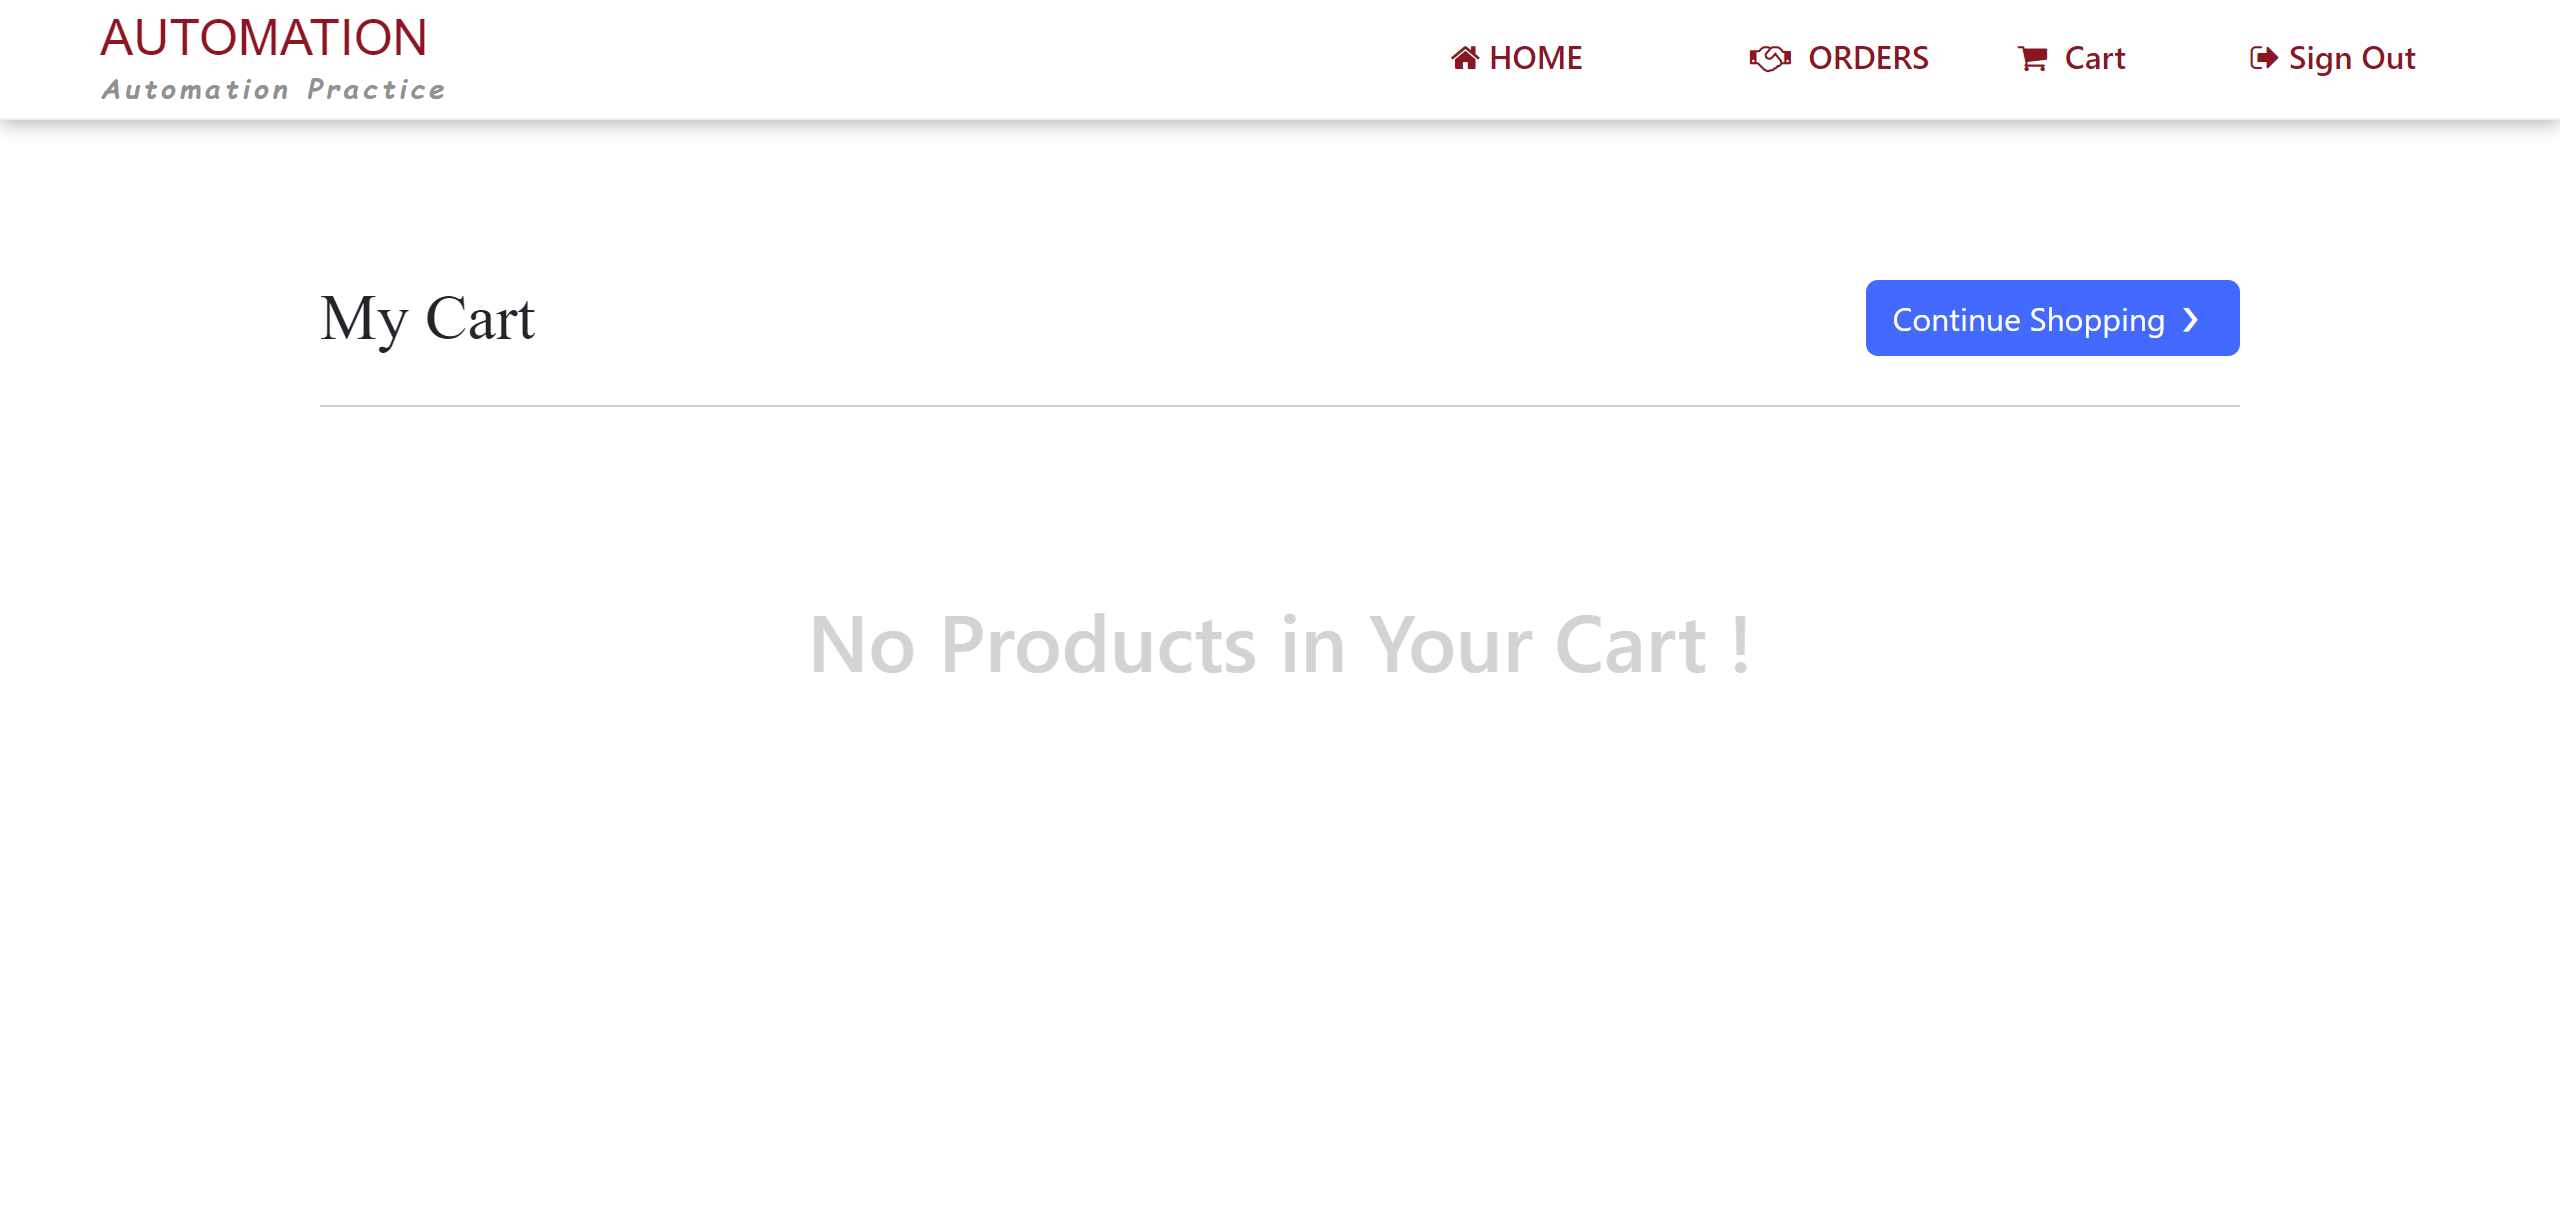 AUTOMATION
Automation Practice
HOME
ORDERS
Cart
Sign Out
My Cart
Continue Shopping ❯
No Products in Your Cart !